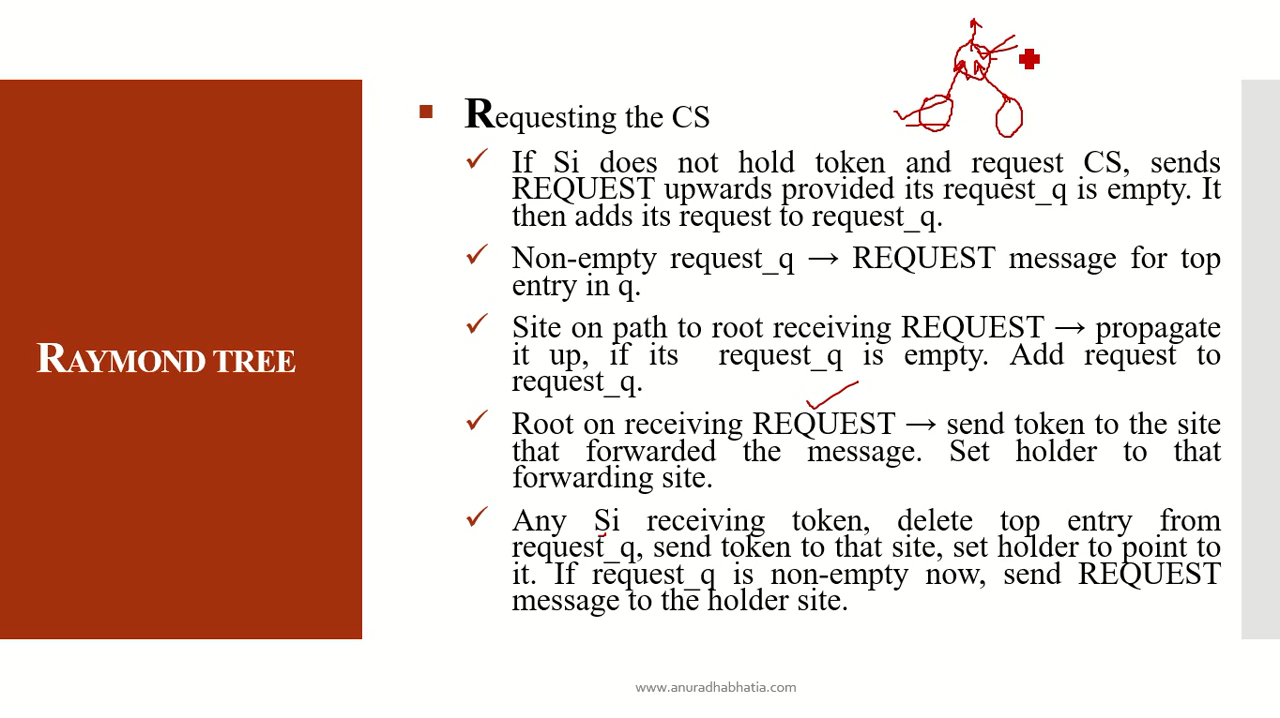 RAYMOND TREE
▪ Requesting the CS
✓ If Si does not hold token and request CS, sends
REQUEST upwards provided its request_q is empty. It
then adds its request to request_q.
✓ Non-empty request_q → REQUEST message for top
entry in q.
✓ Site on path to root receiving REQUEST → propagate
it up, if its request_q is empty. Add request to
request_q.
✓ Root on receiving REQUEST → send token to the site
that forwarded the message. Set holder to that
forwarding site.
✓ Any Si receiving token, delete top entry from
request_q, send token to that site, set holder to point to
it. If request_q is non-empty now, send REQUEST
message to the holder site.
www.anuradhabhatia.com